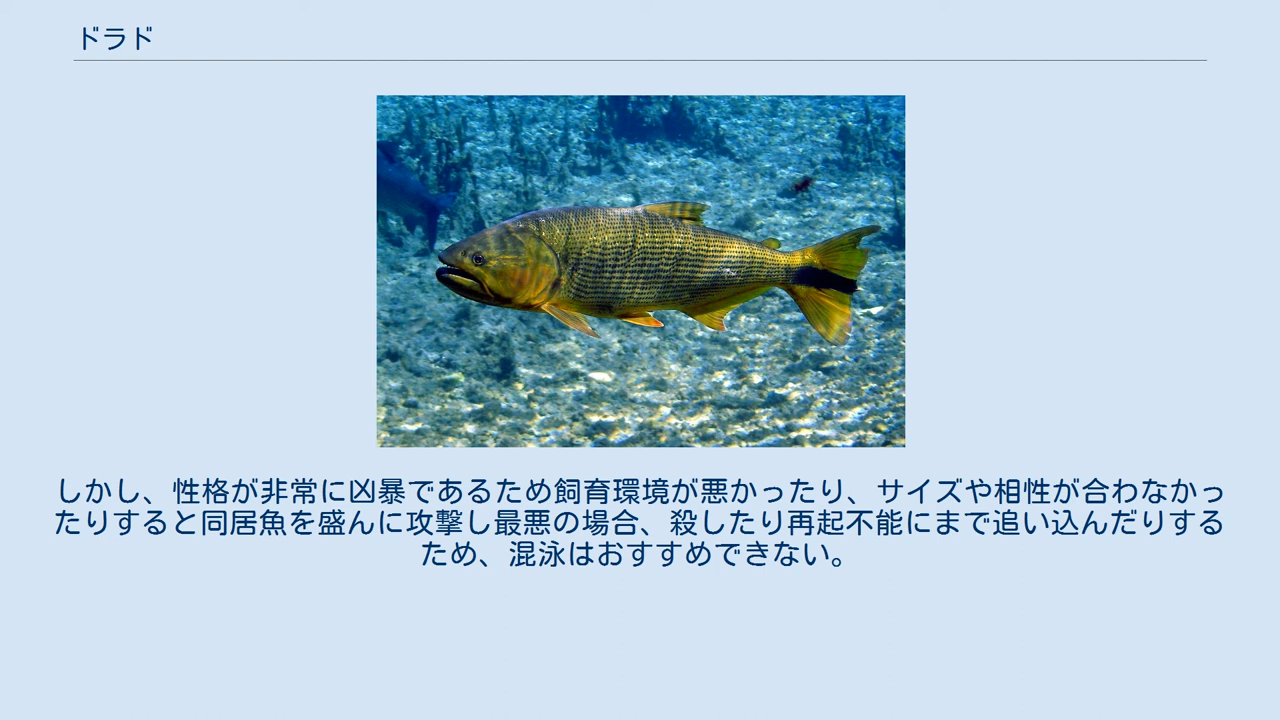 ドラド
しかし、性格が非常に凶暴であるため飼育環境が悪かったり、サイズや相性が合わなかっ
たりすると同居魚を盛んに攻撃し最悪の場合、殺したり再起不能にまで追い込んだりする
ため、混泳はおすすめできない。